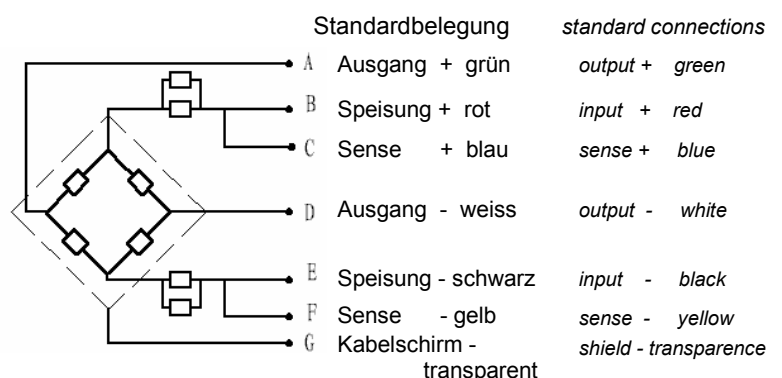 Standardbelegung standard connections
A Ausgang + grün output + green
B Speisung + rot input + red
C Sense + blau sense + blue
D Ausgang - weiss output - white
E Speisung - schwarz input - black
F Sense - gelb sense - yellow
G Kabelschirm - shield - transparence
transparent